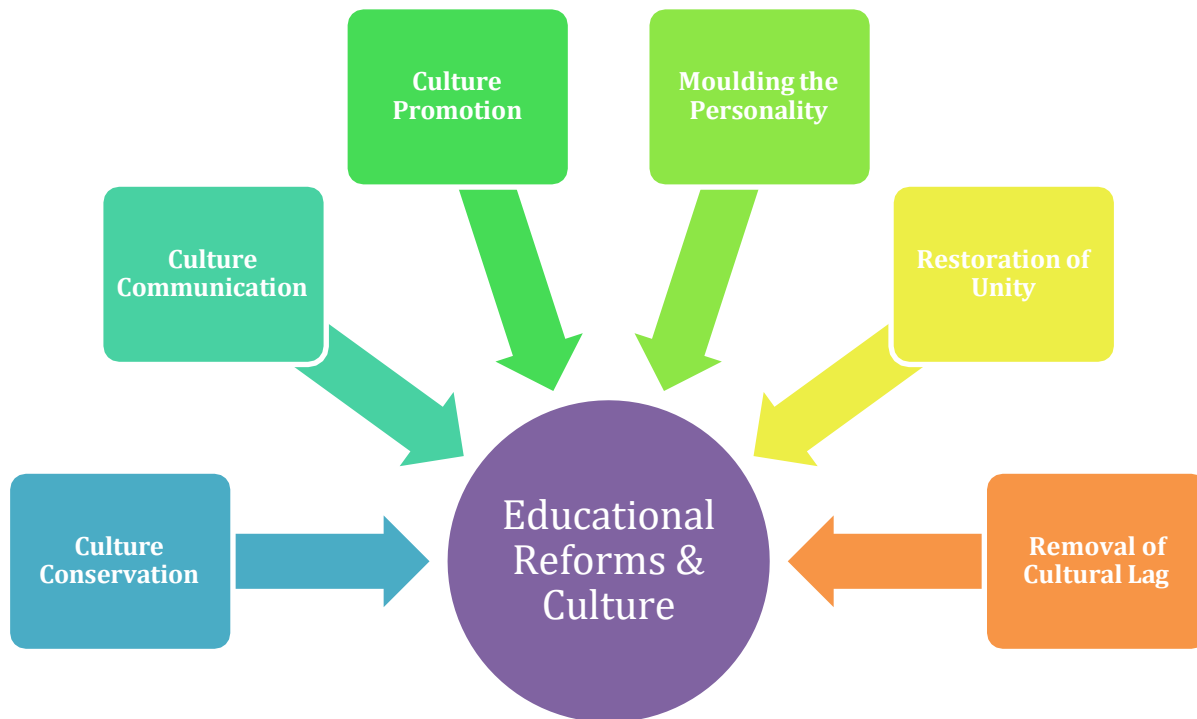 Culture
Promotion
Moulding the
Personality
Culture
Communication
Restoration of
Unity
Culture
Conservation
Educational
Reforms &
Culture
Removal of
Cultural Lag